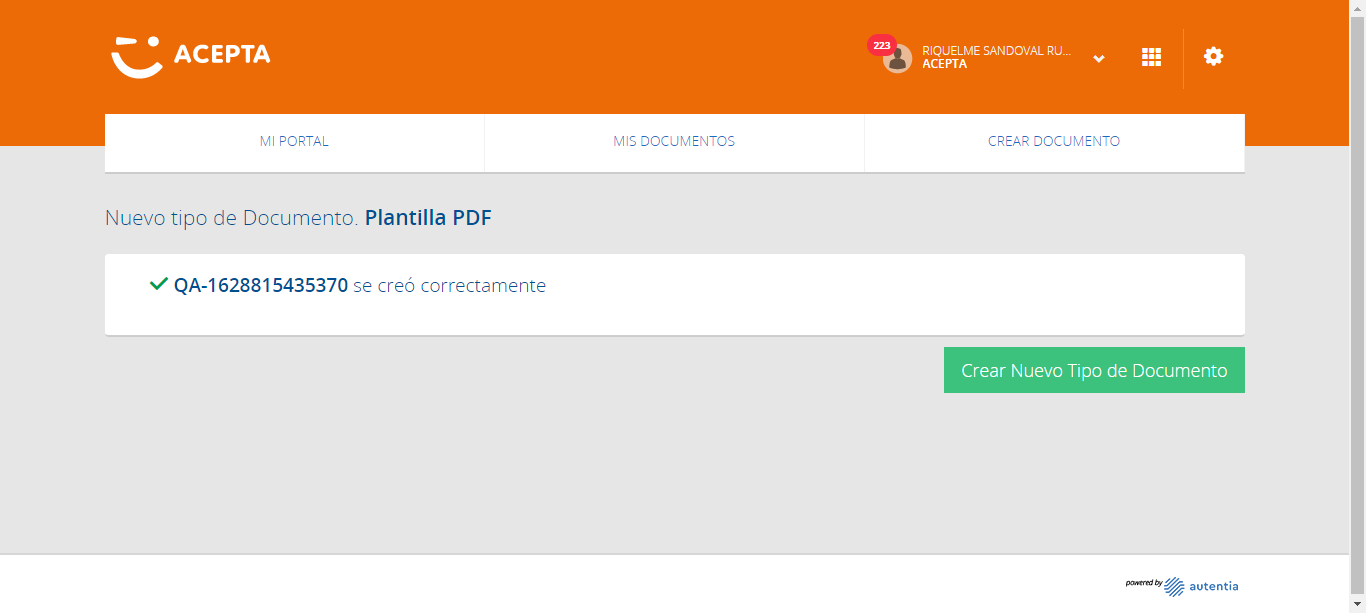 ACEPTA
223
RIQUELME SANDOVAL RU...
ACEPTA
MI PORTAL
MIS DOCUMENTOS
CREAR DOCUMENTO
Nuevo tipo de Documento. Plantilla PDF
QA-1628815435370 se creó correctamente
Crear Nuevo Tipo de Documento
powered by autentia